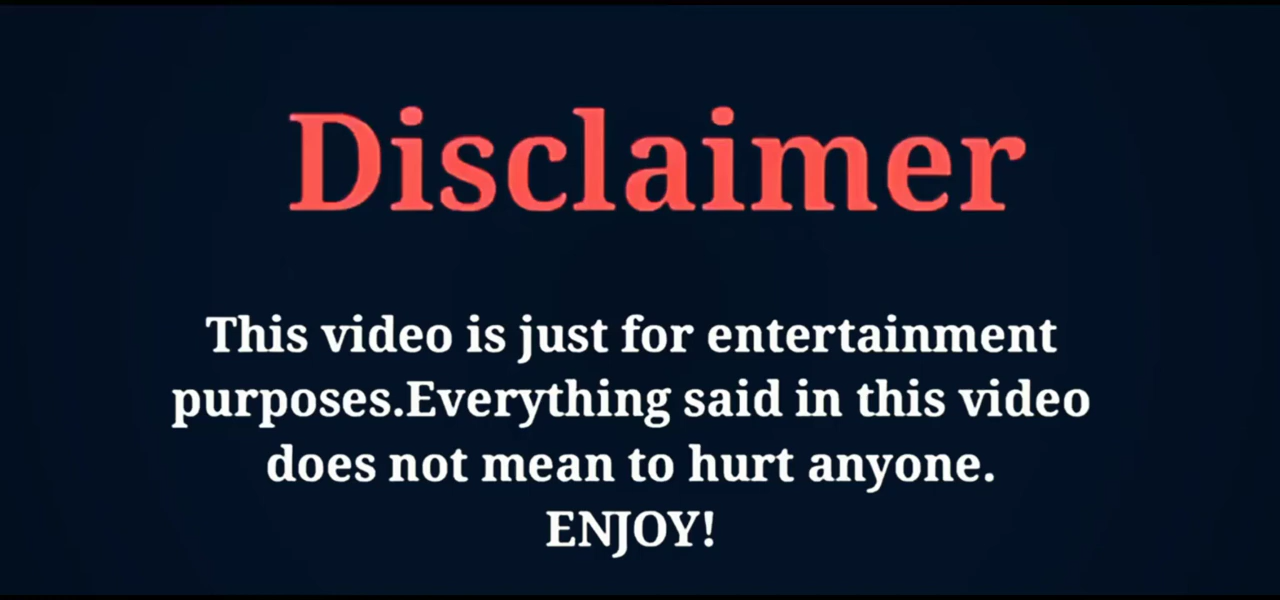 Disclaimer
This video is just for entertainment
purposes.Everything said in this video
does not mean to hurt anyone.
ENJOY!